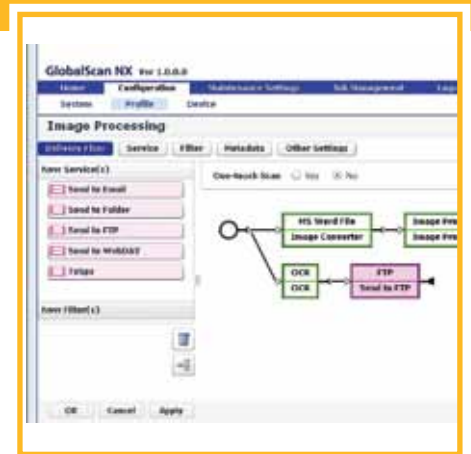 GlobalScan NX Ver 1.0.0.0
Home Configuration Maintenance Settings Job Management
System Profile Device
Image Processing
Delivery Flow Service Filter Metadata Other Settings
New Service(s)
One-touch Scan Yes No
Send to Email
Send to Folder
Send to FTP
Send to WebDAV
MS Word File
Image Converter
OCR
OCR
FTP
Send to FTP
New Filter(s)
OK Cancel Apply